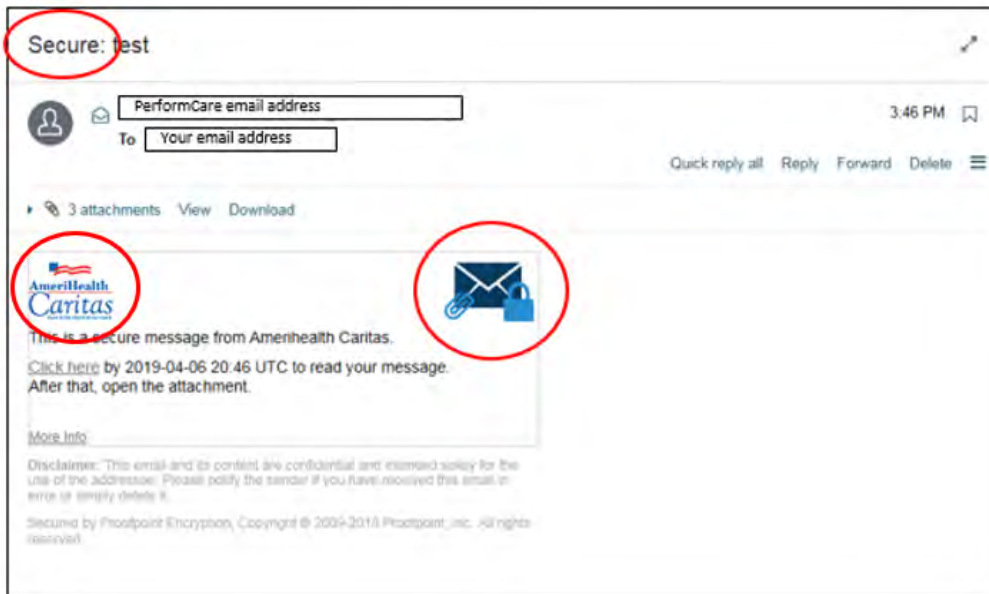 Secure: test
PerformCare email address
3:46 PM
To Your email address
Quick reply all Reply Forward Delete
3 attachments View Download
AmeriHealth
Caritas
This is a secure message from Amerihealth Caritas.
Click here by 2019-04-06 20:46 UTC to read your message.
After that, open the attachment.
More Info
Disclaimer: This email and its content are confidential and intended solely for the
use of the addressee. Please notify the sender if you have received this email in
error or simply delete it.
Secured by Proofpoint Encryption, Copyright © 2009-2018 Proofpoint, Inc. All rights
reserved.